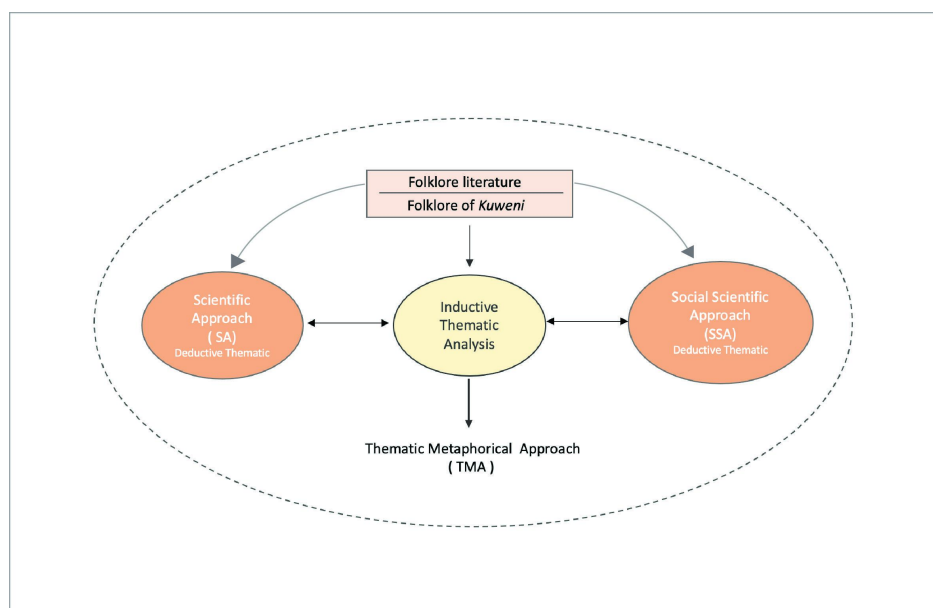 Folklore literature
Folklore of Kuweni
Scientific
Approach
( SA)
Deductive Thematic
Inductive
Thematic
Analysis
Social Scientific
Approach
(SSA)
Deductive Thematic
Thematic Metaphorical Approach
( TMA )